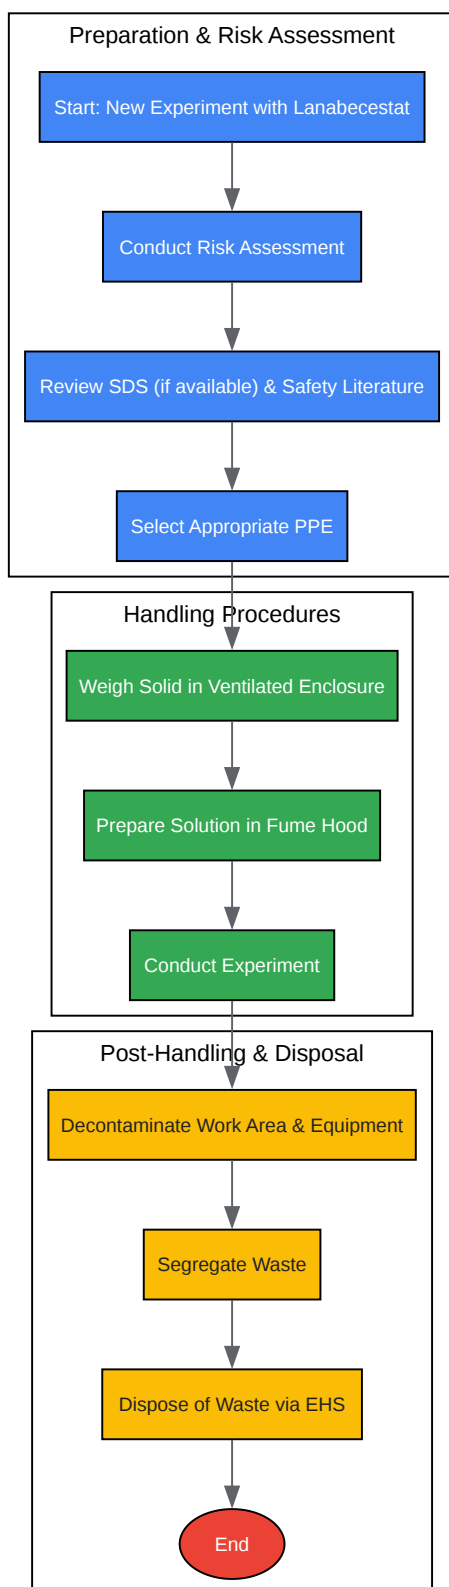 Preparation & Risk Assessment
Start: New Experiment with Lanabecestat
Conduct Risk Assessment
Review SDS (if available) & Safety Literature
Select Appropriate PPE
Handling Procedures
Weigh Solid in Ventilated Enclosure
Prepare Solution in Fume Hood
Conduct Experiment
Post-Handling & Disposal
Decontaminate Work Area & Equipment
Segregate Waste
Dispose of Waste via EHS
End